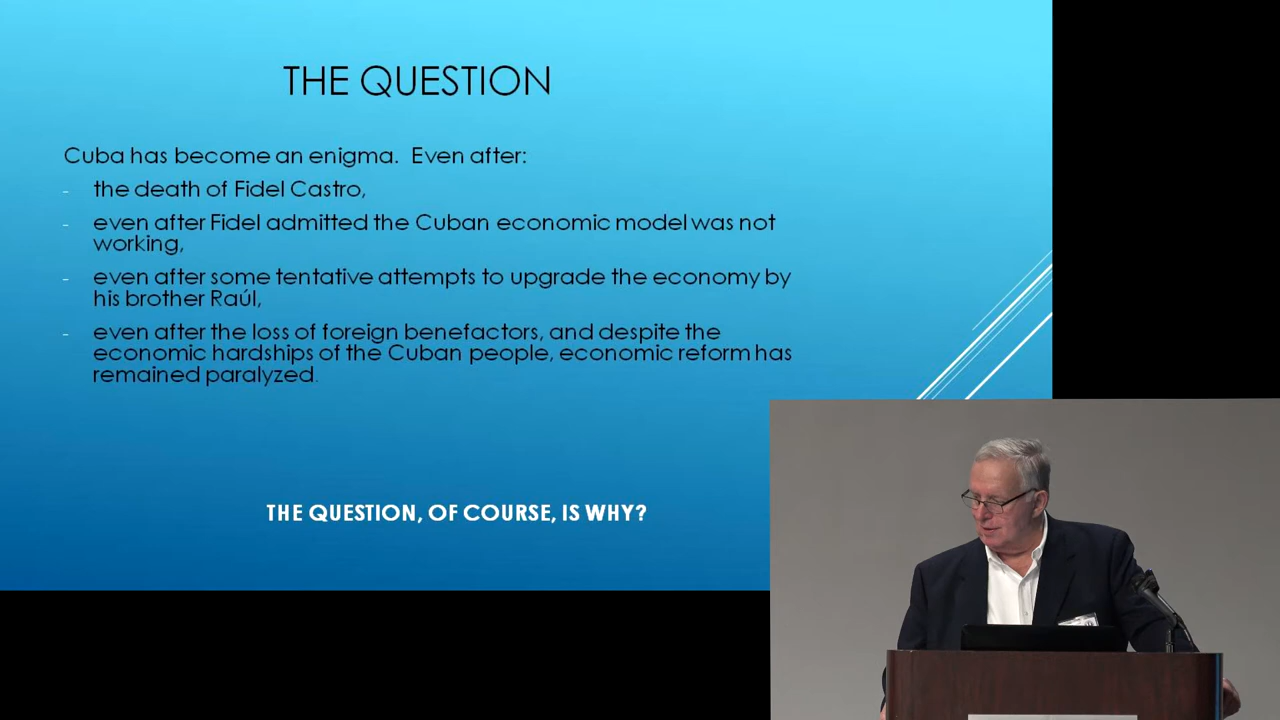 THE QUESTION
Cuba has become an enigma.  Even after:
- the death of Fidel Castro,
- even after Fidel admitted the Cuban economic model was not
working,
- even after some tentative attempts to upgrade the economy by
his brother Raúl,
- even after the loss of foreign benefactors, and despite the
economic hardships of the Cuban people, economic reform has
remained paralyzed.
THE QUESTION, OF COURSE, IS WHY?